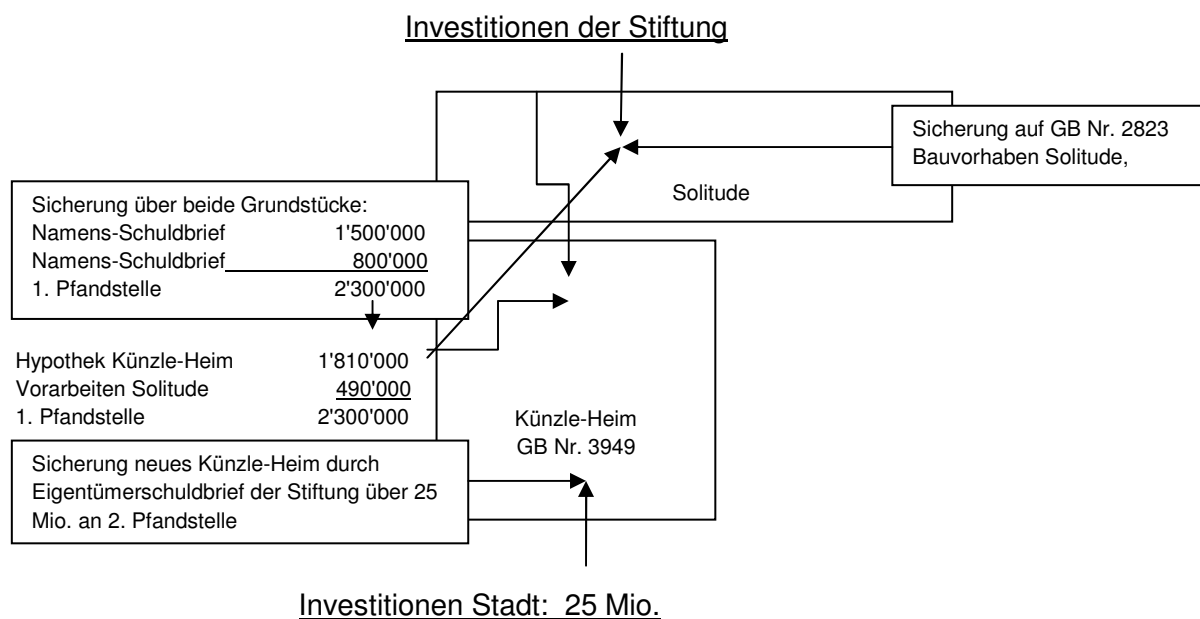 Investitionen der Stiftung
Sicherung auf GB Nr. 2823
Bauvorhaben Solitude,
Solitude
Sicherung über beide Grundstücke:
Namens-Schuldbrief 1'500'000
Namens-Schuldbrief 800'000
1. Pfandstelle 2'300'000
Hypothek Künzle-Heim 1'810'000
Vorarbeiten Solitude 490'000
1. Pfandstelle 2'300'000
Künzle-Heim
GB Nr. 3949
Sicherung neues Künzle-Heim durch
Eigentümerschuldbrief der Stiftung über 25
Mio. an 2. Pfandstelle
Investitionen Stadt: 25 Mio.